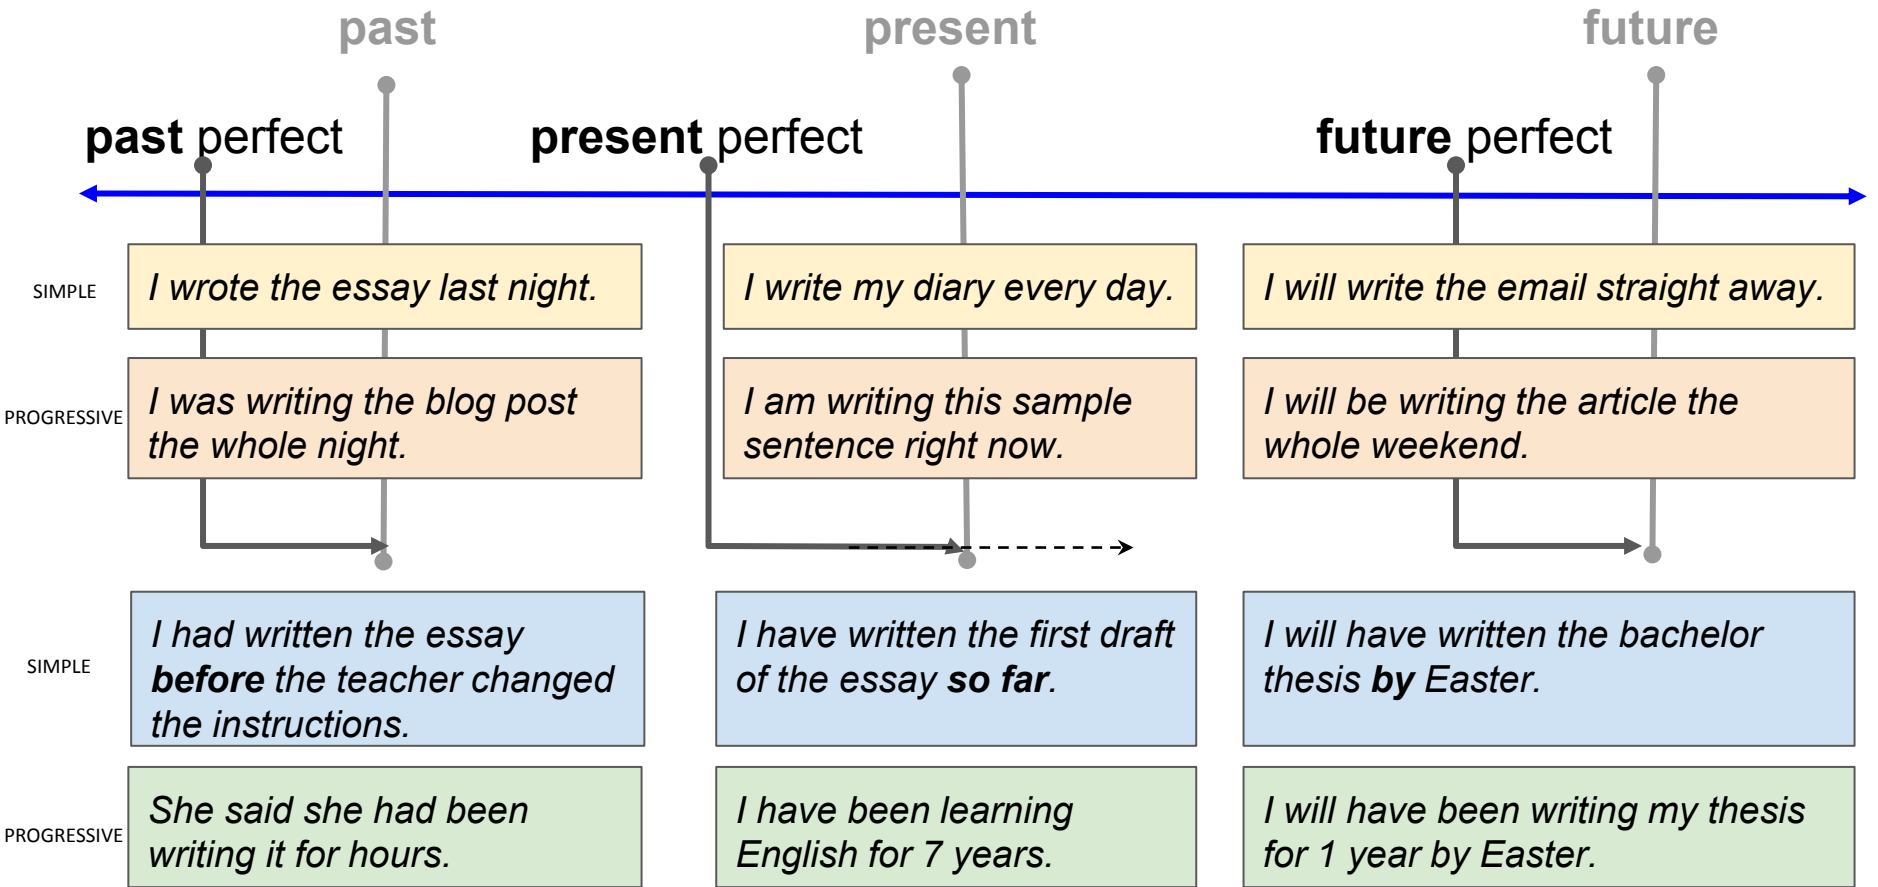 past present future
past perfect present perfect future perfect
SIMPLE
I wrote the essay last night.
I write my diary every day.
I will write the email straight away.
PROGRESSIVE
I was writing the blog post
the whole night.
I am writing this sample
sentence right now.
I will be writing the article the
whole weekend.
SIMPLE
I had written the essay
before the teacher changed
the instructions.
I have written the first draft
of the essay so far.
I will have written the bachelor
thesis by Easter.
PROGRESSIVE
She said she had been
writing it for hours.
I have been learning
English for 7 years.
I will have been writing my thesis
for 1 year by Easter.